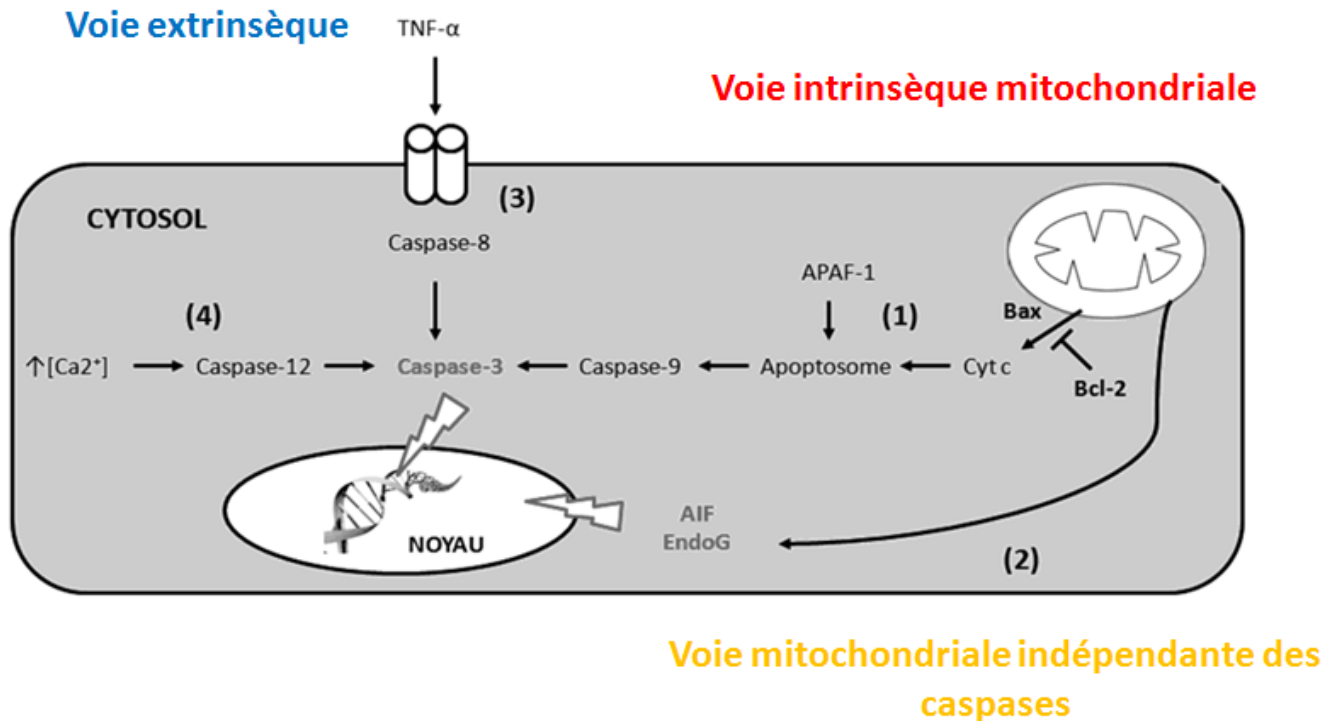 Voie extrinsèque
TNF-α
Voie intrinsèque mitochondriale
(3)
CYTOSOL
Caspase-8
APAF-1
(4)
(1)
Bax
↑[Ca2⁺]
Caspase-12
Caspase-3
Caspase-9
Apoptosome
Cyt c
Bcl-2
AIF
NOYAU
EndoG
(2)
Voie mitochondriale indépendante des
caspases